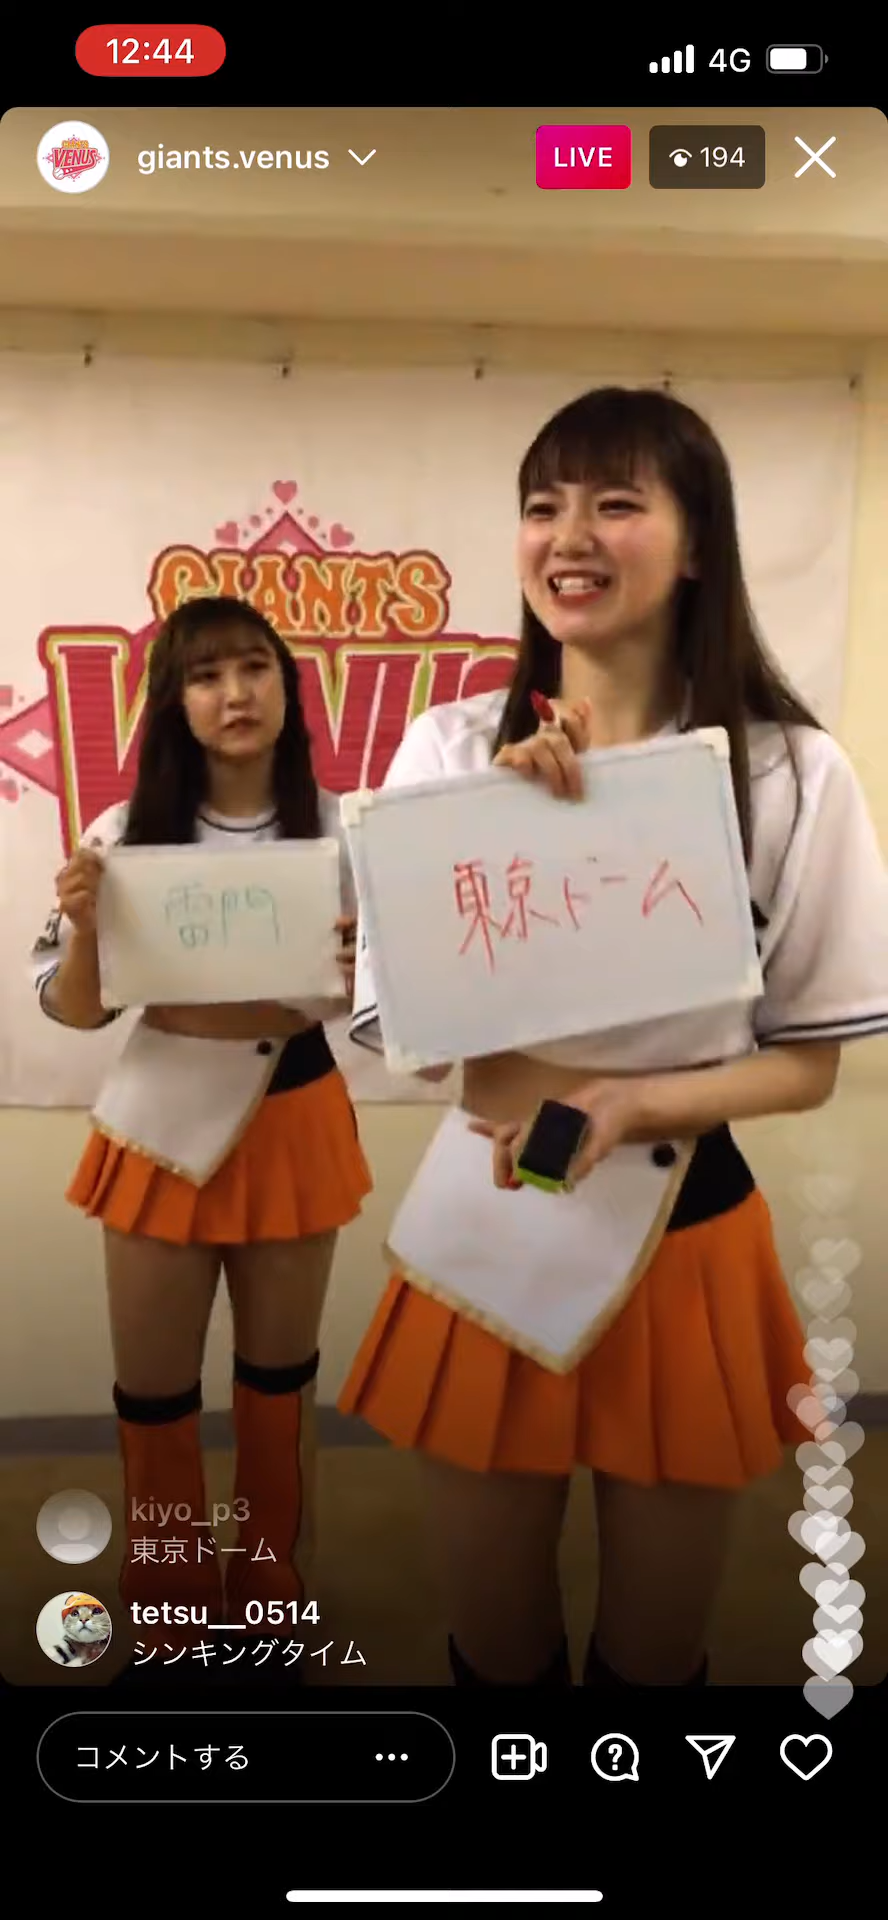 12:44
4G
giants.venus
LIVE
194
GIANTS
VENUS
雷門
東京ドーム
kiyo_p3
東京ドーム
tetsu__0514
シンキングタイム
コメントする